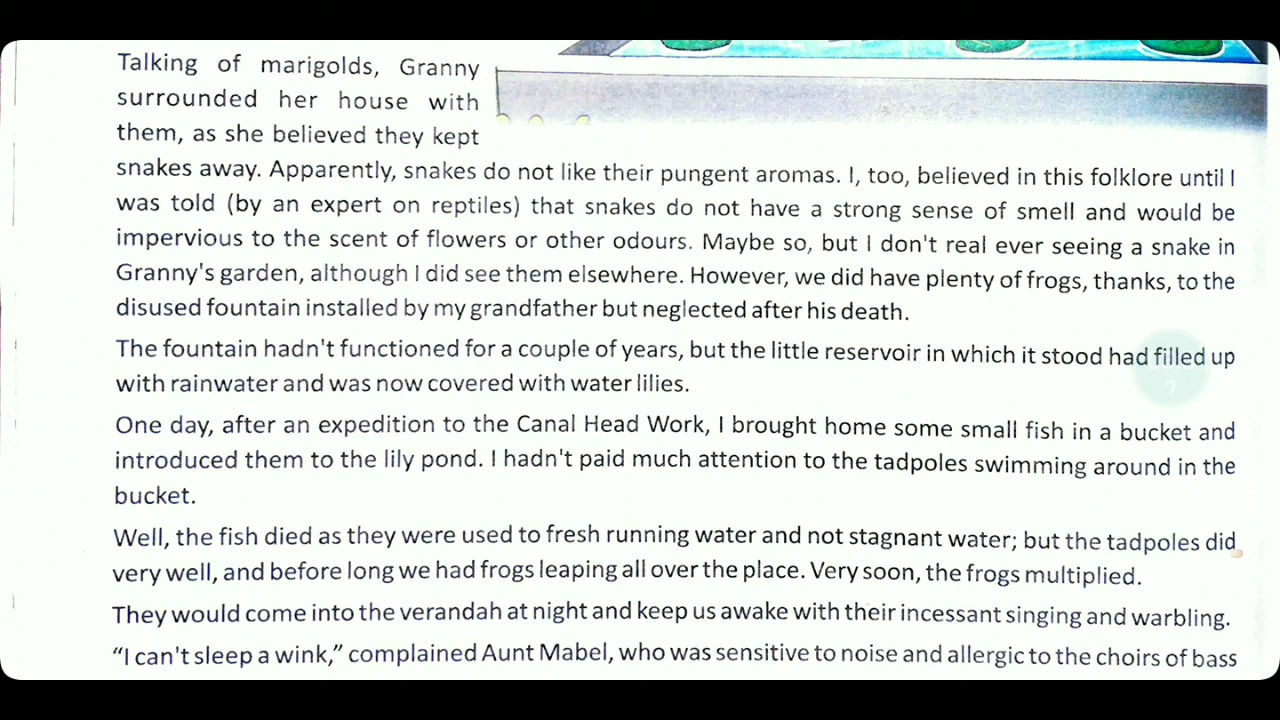 Talking of marigolds, Granny
surrounded her house with
them, as she believed they kept
snakes away. Apparently, snakes do not like their pungent aromas. I, too, believed in this folklore until I
was told (by an expert on reptiles) that snakes do not have a strong sense of smell and would be
impervious to the scent of flowers or other odours. Maybe so, but I don't real ever seeing a snake in
Granny's garden, although I did see them elsewhere. However, we did have plenty of frogs, thanks, to the
disused fountain installed by my grandfather but neglected after his death.
The fountain hadn't functioned for a couple of years, but the little reservoir in which it stood had filled up
with rainwater and was now covered with water lilies.
One day, after an expedition to the Canal Head Work, I brought home some small fish in a bucket and
introduced them to the lily pond. I hadn't paid much attention to the tadpoles swimming around in the
bucket.
Well, the fish died as they were used to fresh running water and not stagnant water; but the tadpoles did
very well, and before long we had frogs leaping all over the place. Very soon, the frogs multiplied.
They would come into the verandah at night and keep us awake with their incessant singing and warbling.
“I can't sleep a wink,” complained Aunt Mabel, who was sensitive to noise and allergic to the choirs of bass